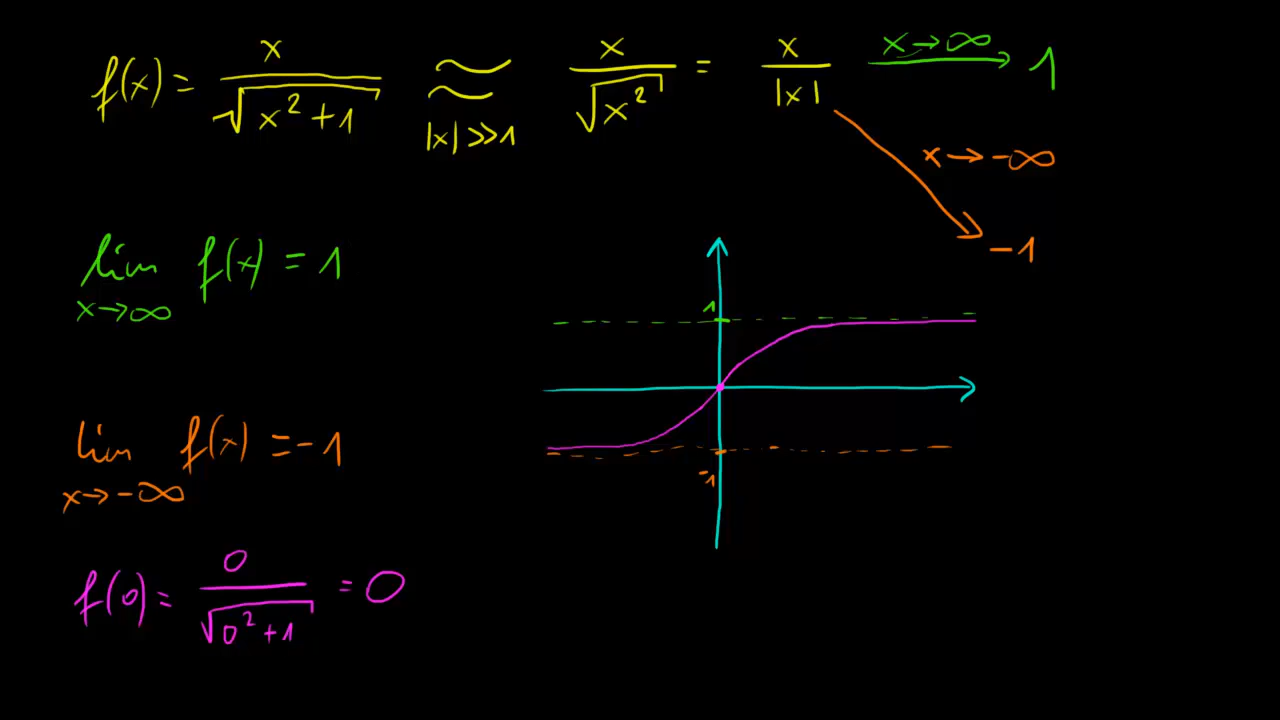 f(x) = x / √(x² + 1) ≈ x / √(x²) = x / |x| x → ∞ 1
|x| >> 1
x → -∞
-1
lim f(x) = 1
x → ∞
1
-1
lim f(x) = -1
x → -∞
f(0) = 0 / √(0² + 1) = 0